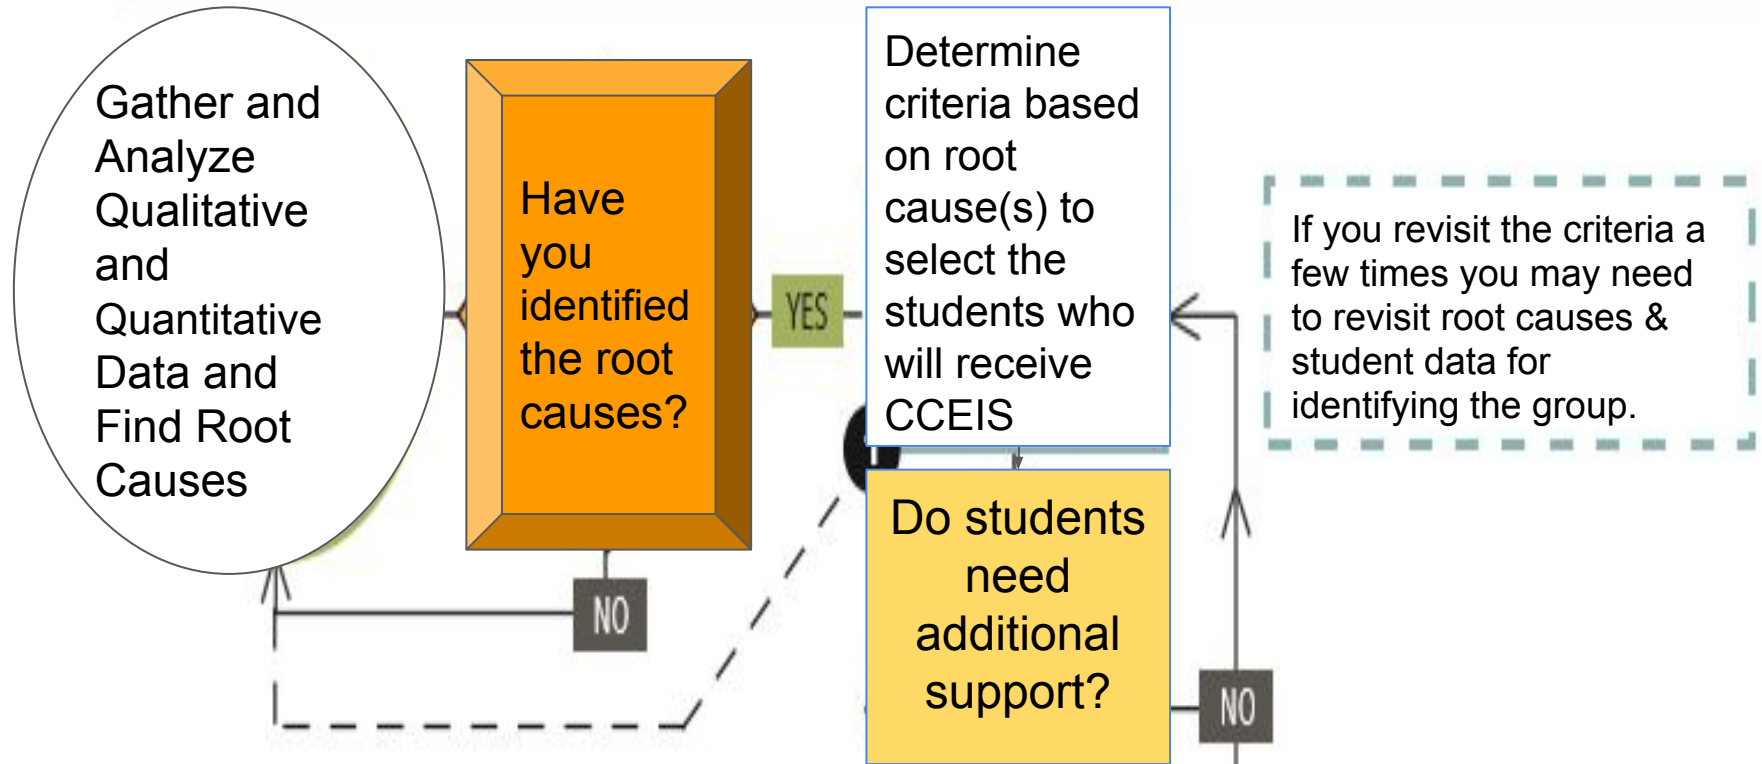 Gather and
Analyze
Qualitative
and
Quantitative
Data and
Find Root
Causes
Have
you
identified
the root
causes?
NO
YES
Determine
criteria based
on root
cause(s) to
select the
students who
will receive
CCEIS
Do students
need
additional
support?
NO
If you revisit the criteria a
few times you may need
to revisit root causes &
student data for
identifying the group.